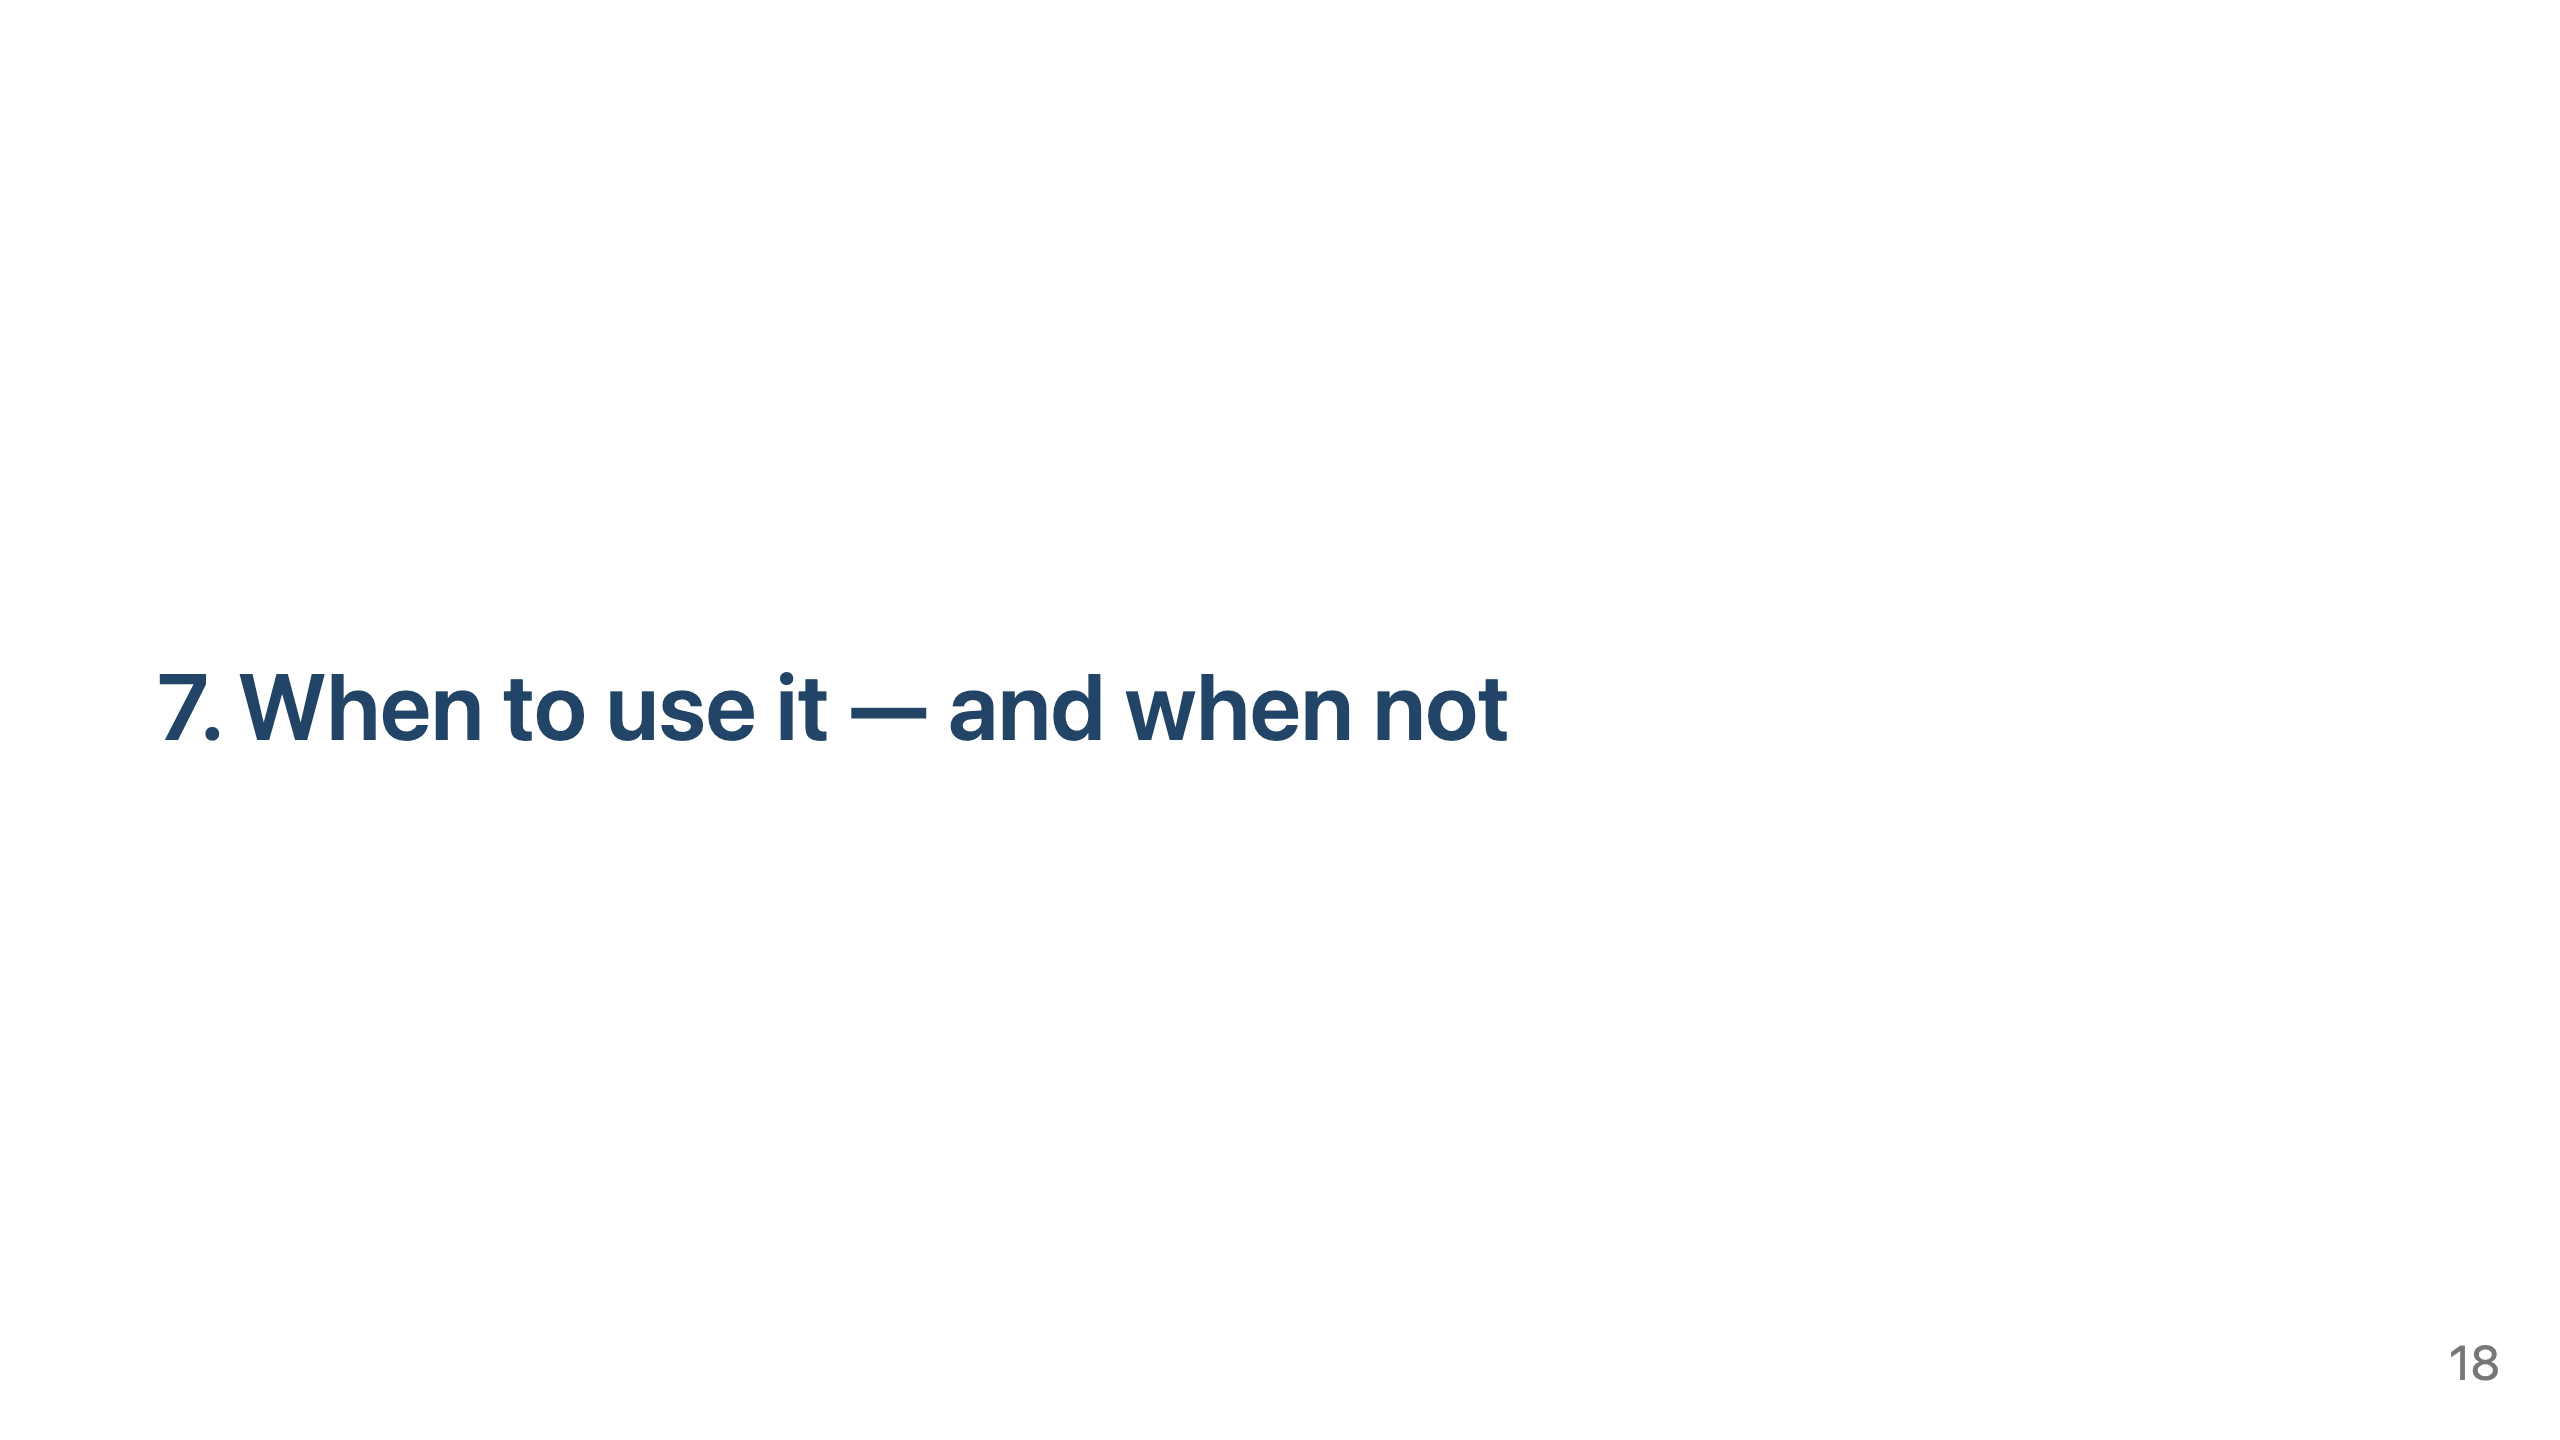 7. When to use it — and when not
18